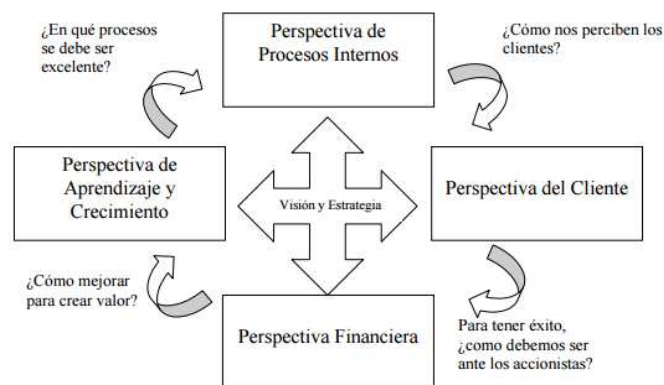 ¿En qué procesos
se debe ser
excelente?
Perspectiva de
Procesos Internos
¿Cómo nos perciben los
clientes?
Perspectiva de
Aprendizaje y
Crecimiento
Visión y Estrategia
Perspectiva del Cliente
¿Cómo mejorar
para crear valor?
Perspectiva Financiera
Para tener éxito,
¿como debemos ser
ante los accionistas?